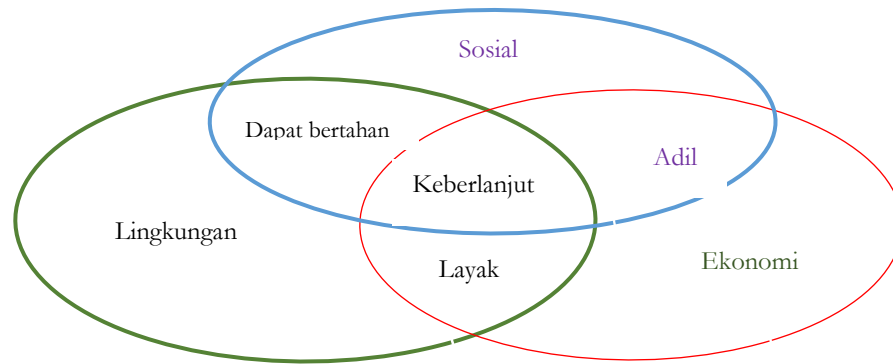 Sosial
Dapat bertahan
Adil
Keberlanjut
Lingkungan
Ekonomi
Layak